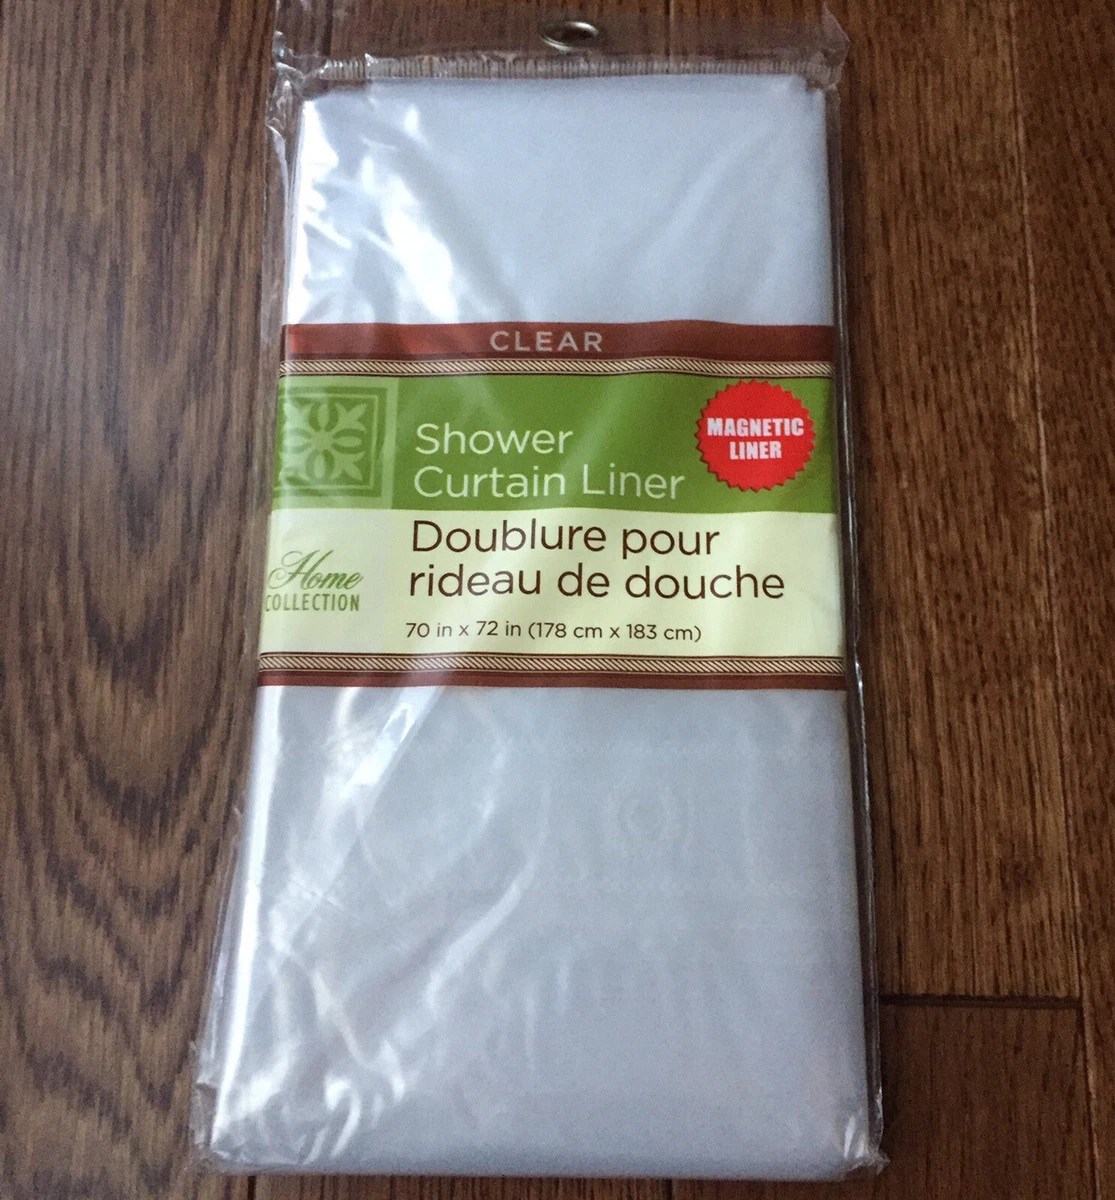 CLEAR
Shower
Curtain Liner
MAGNETIC
LINER
Doublure pour
rideau de douche
Home
COLLECTION
70 in x 72 in (178 cm x 183 cm)